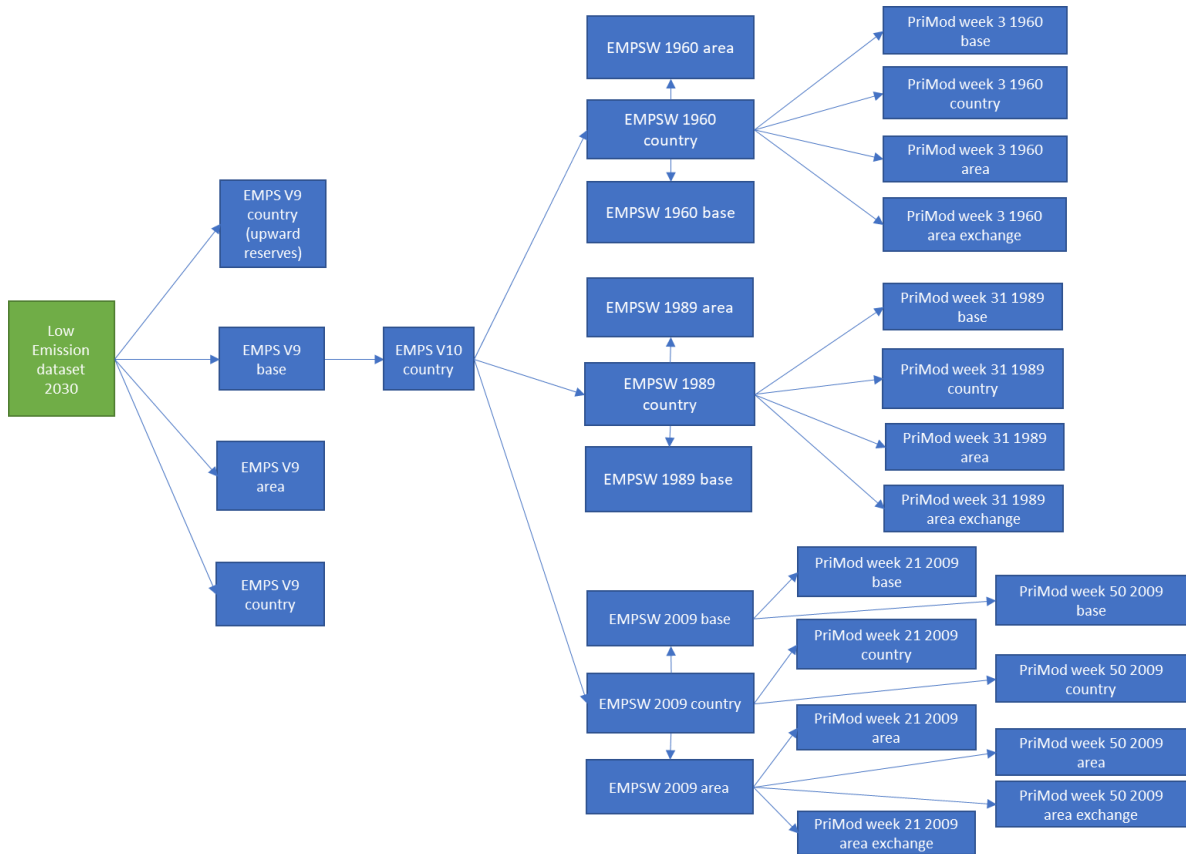 Low
Emission
dataset
2030
EMPS V9
country
(upward
reserves)
EMPS V9
base
EMPS V9
area
EMPS V9
country
EMPS V10
country
EMPSW 1960 area
EMPSW 1960
country
EMPSW 1960 base
PriMod week 3 1960
base
PriMod week 3 1960
country
PriMod week 3 1960
area
PriMod week 3 1960
area exchange
EMPSW 1989 area
EMPSW 1989
country
EMPSW 1989 base
PriMod week 31 1989
base
PriMod week 31 1989
country
PriMod week 31 1989
area
PriMod week 31 1989
area exchange
EMPSW 2009 base
EMPSW 2009 country
EMPSW 2009 area
PriMod week 21 2009
base
PriMod week 21 2009
country
PriMod week 21 2009
area
PriMod week 21 2009
area exchange
PriMod week 50 2009
base
PriMod week 50 2009
country
PriMod week 50 2009
area
PriMod week 50 2009
area exchange